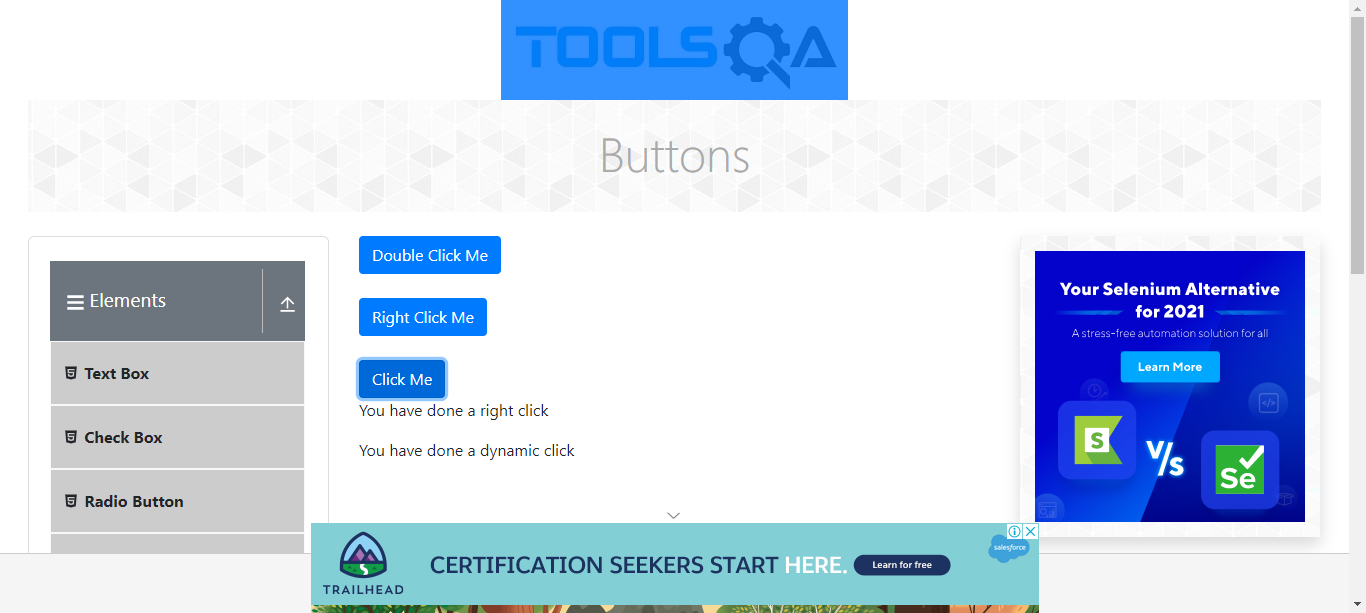 TOOLSQA
Buttons
Elements
Text Box
Check Box
Radio Button
Double Click Me
Right Click Me
Click Me
You have done a right click
You have done a dynamic click
Your Selenium Alternative
for 2021
A stress-free automation solution for all
Learn More
S
V/s
Se
</>
TRAILHEAD
CERTIFICATION SEEKERS START HERE.
Learn for free
salesforce